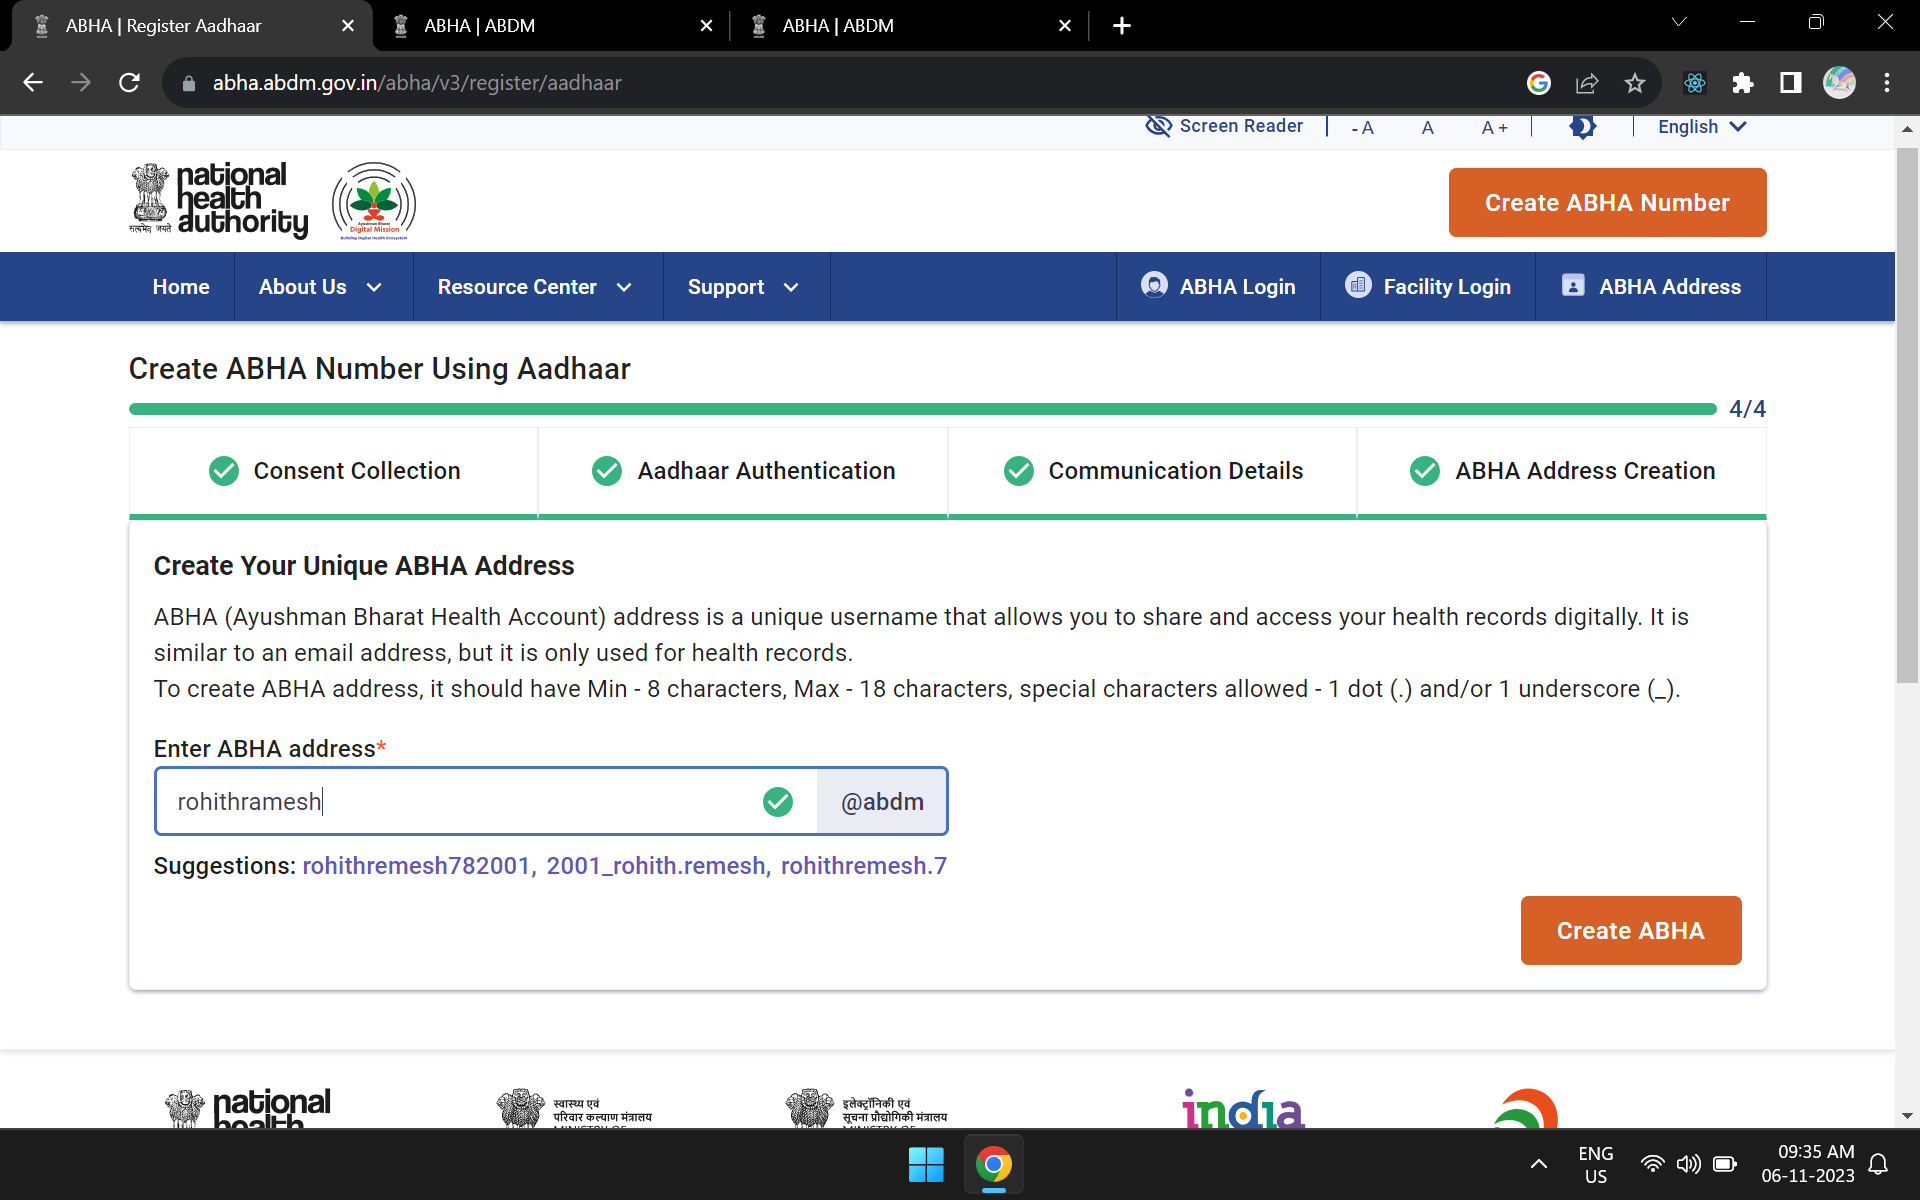 ABHA | Register Aadhaar
ABHA | ABDM
ABHA | ABDM
abha.abdm.gov.in/abha/v3/register/aadhaar
Screen Reader
- A
A
A +
English
national
health
authority
सत्यमेव जयते
Ayushman Bharat
Digital Mission
Building Digital Health Ecosystem
Create ABHA Number
Home
About Us
Resource Center
Support
ABHA Login
Facility Login
ABHA Address
Create ABHA Number Using Aadhaar
4/4
Consent Collection
Aadhaar Authentication
Communication Details
ABHA Address Creation
Create Your Unique ABHA Address
ABHA (Ayushman Bharat Health Account) address is a unique username that allows you to share and access your health records digitally. It is
similar to an email address, but it is only used for health records.
To create ABHA address, it should have Min - 8 characters, Max - 18 characters, special characters allowed - 1 dot (.) and/or 1 underscore (_).
Enter ABHA address*
rohithramesh
@abdm
Suggestions: rohithremesh782001, 2001_rohith.remesh, rohithremesh.7
Create ABHA
national
health
स्वास्थ्य एवं
परिवार कल्याण मंत्रालय
MINISTRY OF
इलेक्ट्रॉनिकी एवं
सूचना प्रौद्योगिकी मंत्रालय
MINISTRY OF
india
ENG
US
09:35 AM
06-11-2023